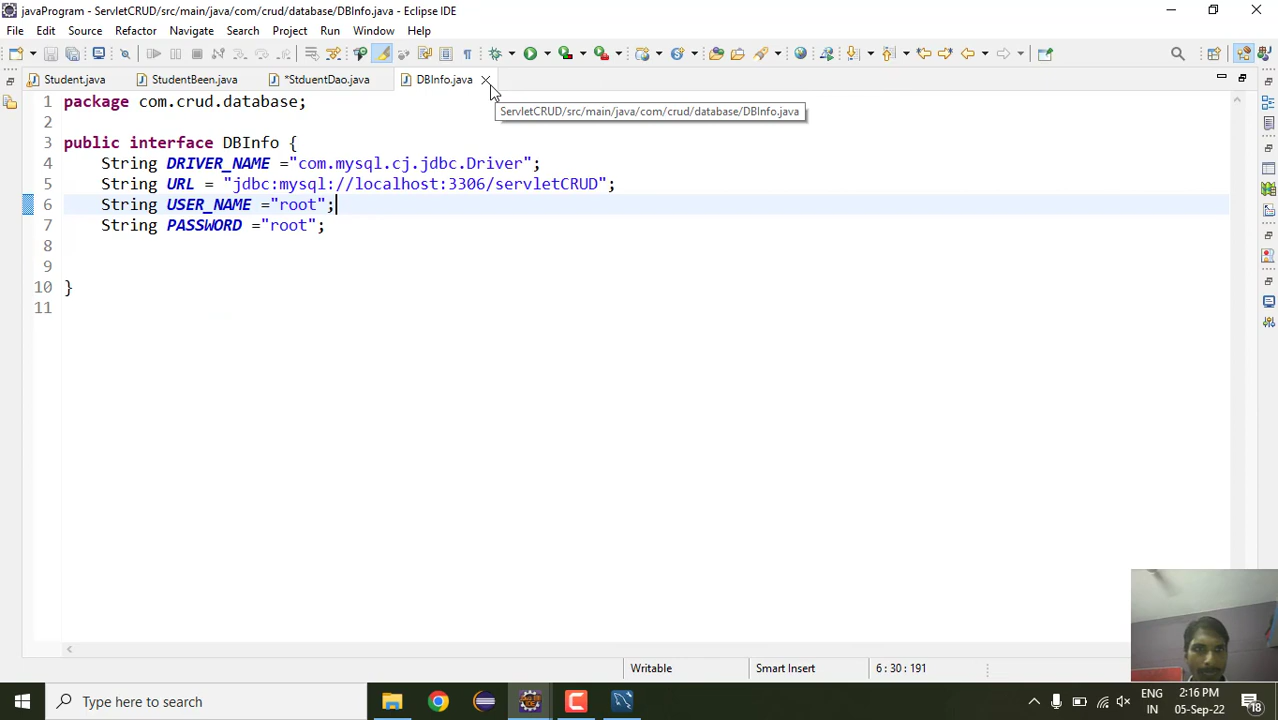 javaProgram - ServletCRUD/src/main/java/com/crud/database/DBInfo.java - Eclipse IDE
File Edit Source Refactor Navigate Search Project Run Window Help
Student.java StudentBeen.java *StduentDao.java DBInfo.java
ServletCRUD/src/main/java/com/crud/database/DBInfo.java
1 package com.crud.database;
2
3 public interface DBInfo {
4 String DRIVER_NAME ="com.mysql.cj.jdbc.Driver";
5 String URL = "jdbc:mysql://localhost:3306/servletCRUD";
6 String USER_NAME ="root";
7 String PASSWORD ="root";
8
9
10 }
11
Writable Smart Insert 6 : 30 : 191
Type here to search
ENG 2:16 PM
IN 05-Sep-22 18